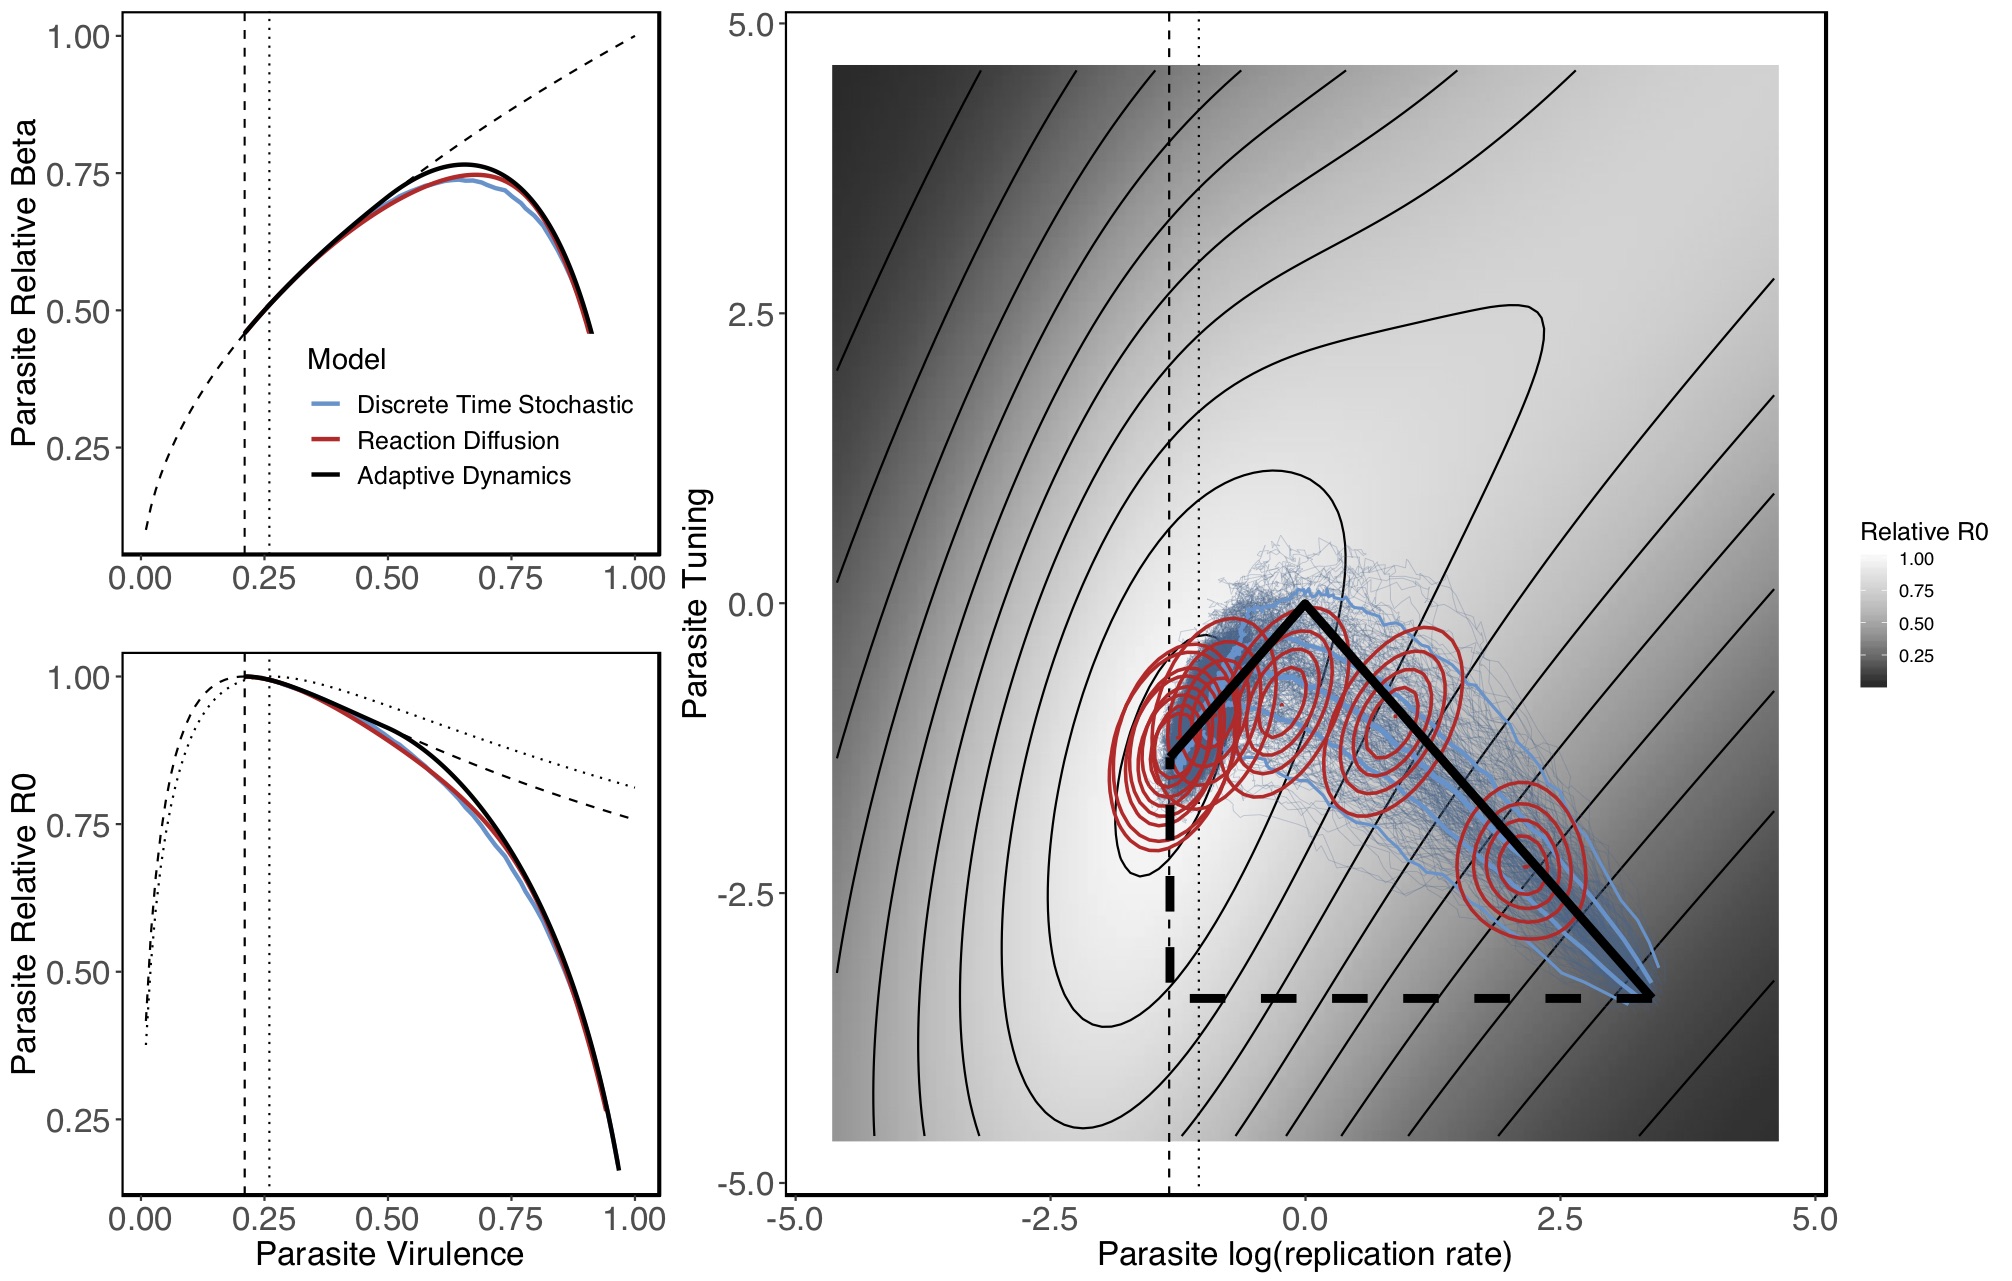 Parasite Relative Beta
1.00
0.75
0.50
0.25
0.00 0.25 0.50 0.75 1.00
Model
Discrete Time Stochastic
Reaction Diffusion
Adaptive Dynamics
Parasite Relative R0
1.00
0.75
0.50
0.25
0.00 0.25 0.50 0.75 1.00
Parasite Virulence
Parasite Tuning
5.0
2.5
0.0
-2.5
-5.0
-5.0 -2.5 0.0 2.5 5.0
Parasite log(replication rate)
Relative R0
1.00
0.75
0.50
0.25